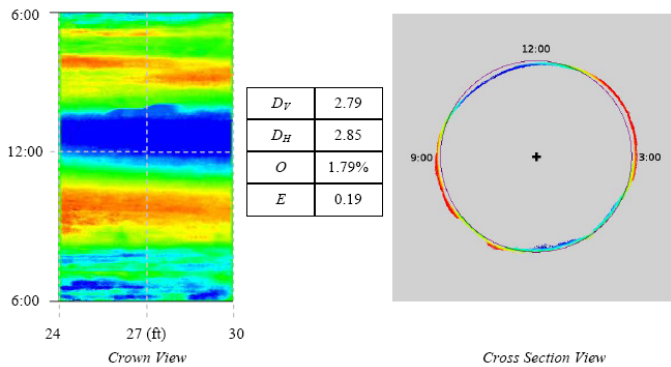 6:00
12:00
6:00
24 27 (ft) 30
Crown View
D_V 2.79
D_H 2.85
O 1.79%
E 0.19
12:00
9:00 3:00
Cross Section View